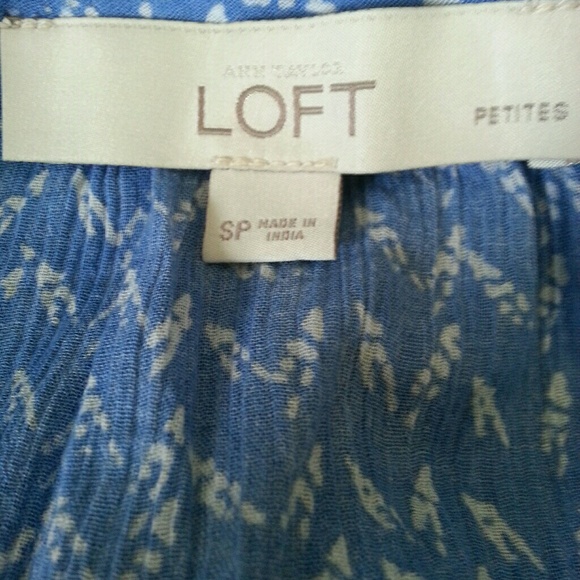 ANN TAYLOR
LOFT
PETITES
SP MADE IN
INDIA